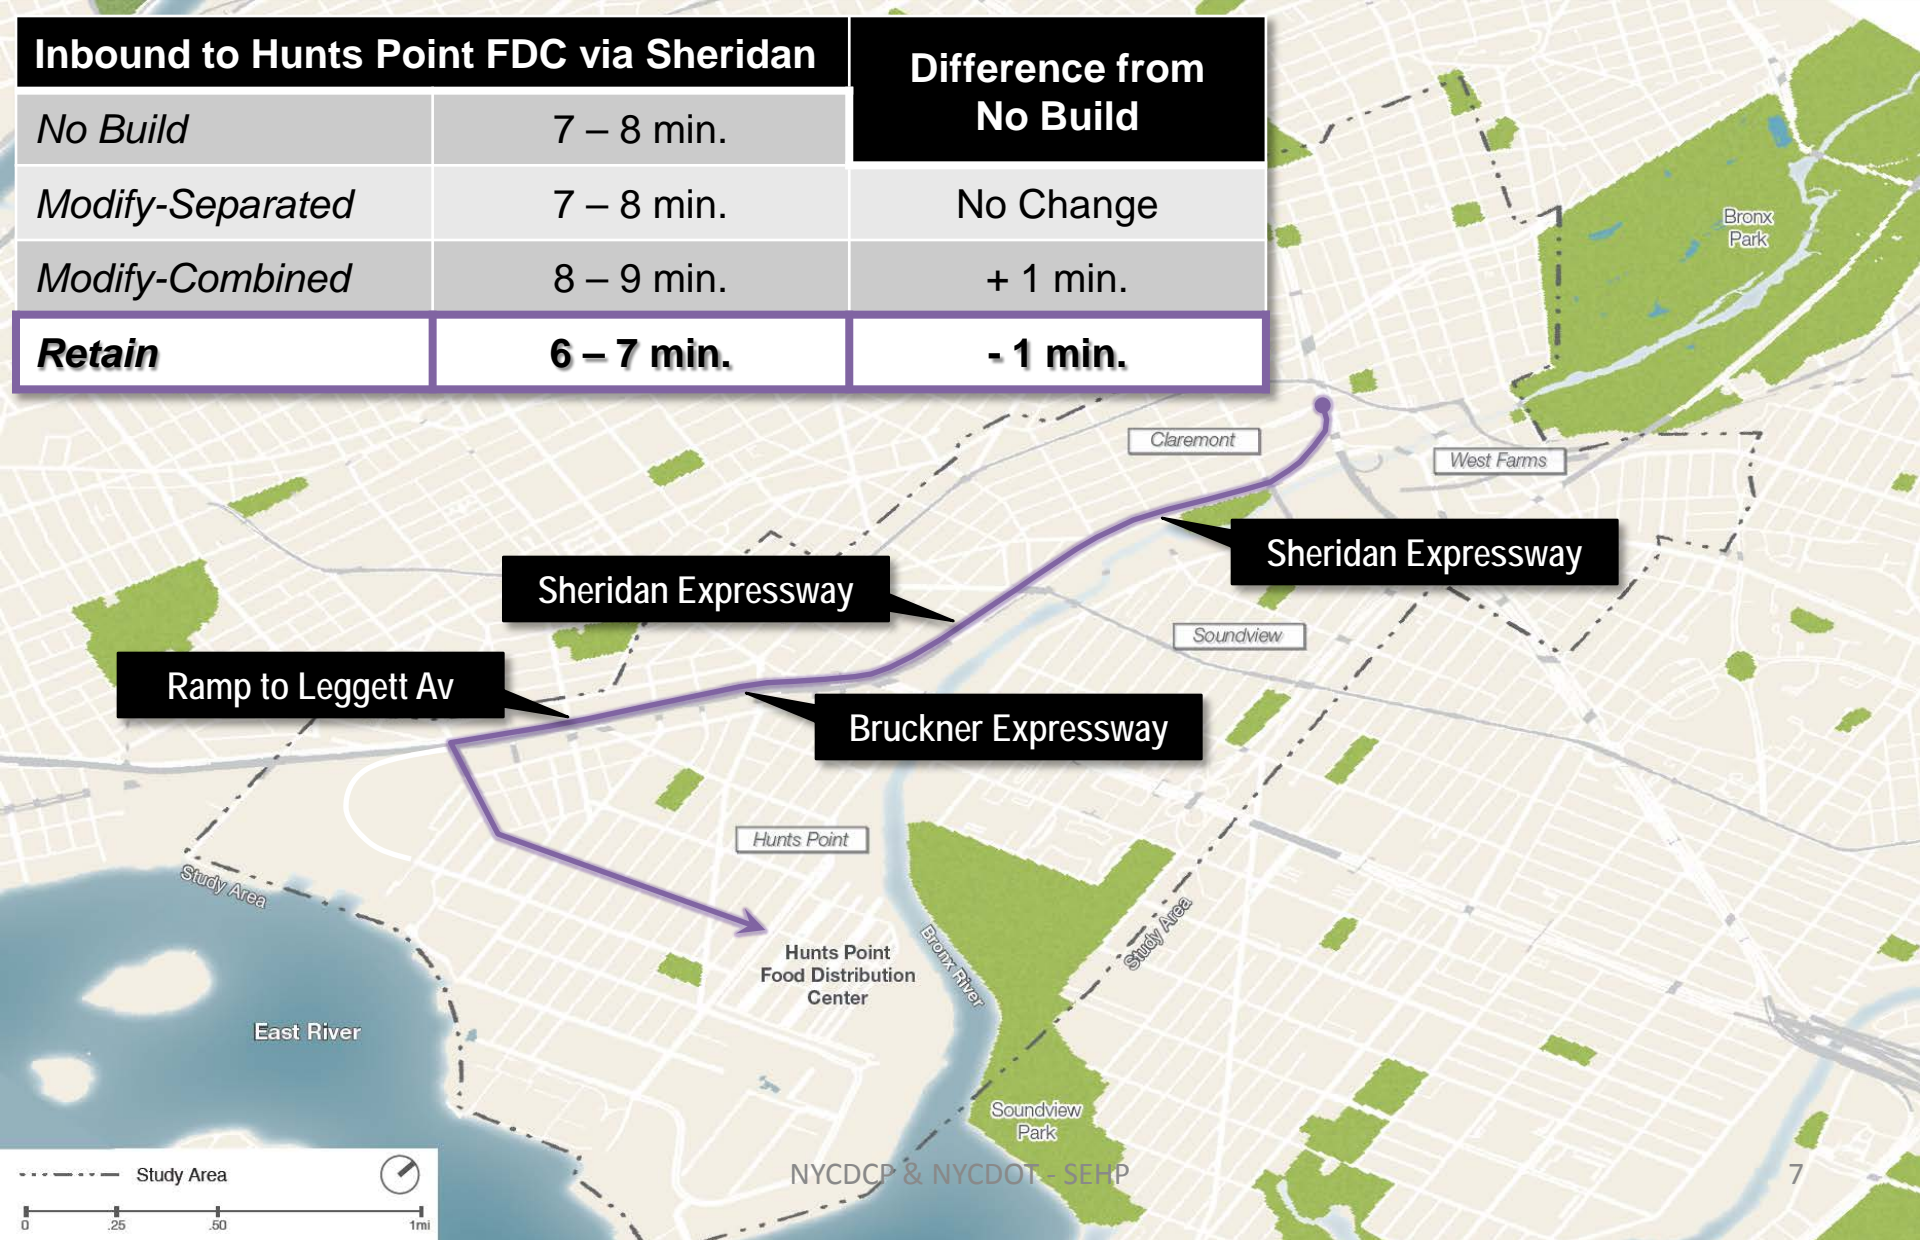 Inbound to Hunts Point FDC via Sheridan
Difference from
No Build
No Build
7 – 8 min.
Modify-Separated
7 – 8 min.
No Change
Modify-Combined
8 – 9 min.
+ 1 min.
Retain
6 – 7 min.
- 1 min.
Bronx
Park
Claremont
West Farms
Sheridan Expressway
Sheridan Expressway
Soundview
Ramp to Leggett Av
Bruckner Expressway
Hunts Point
Study Area
Study Area
Bronx River
Hunts Point
Food Distribution
Center
East River
Soundview
Park
Study Area
0 .25 .50 1mi
NYCDCP & NYCDOT - SEHP
7